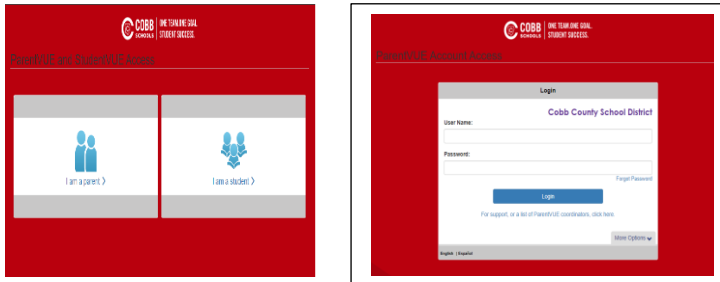 COBB SCHOOLS
ONE TEAM. ONE GOAL.
STUDENT SUCCESS.
ParentVUE and StudentVUE Access
I am a parent >
I am a student >
COBB SCHOOLS
ONE TEAM. ONE GOAL.
STUDENT SUCCESS.
ParentVUE Account Access
Login
Cobb County School District
User Name:
Password:
Forgot Password
Login
For support, or a list of ParentVUE coordinators, click here.
More Options
English | Español